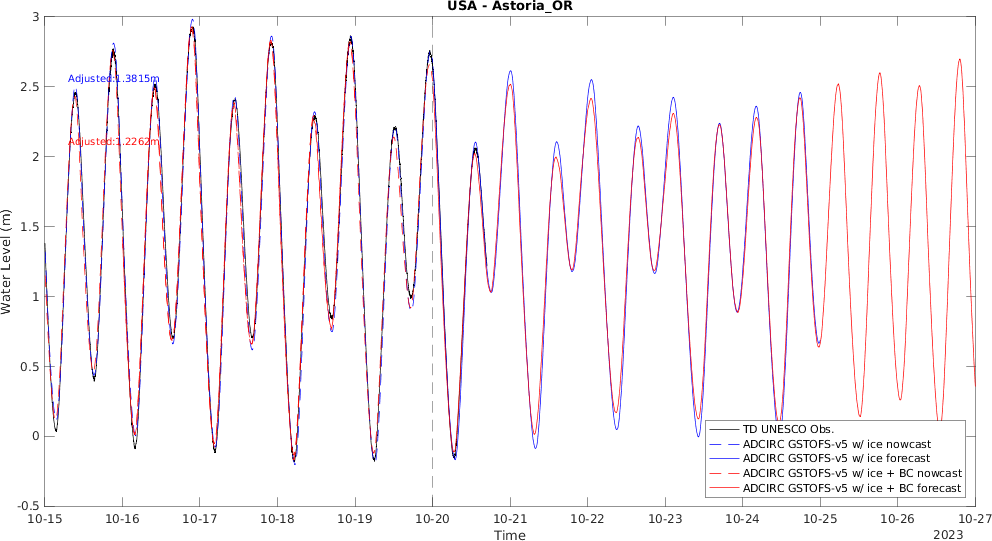 USA - Astoria_OR
3
2.5
2
1.5
1
0.5
0
-0.5
Water Level (m)
Adjusted:1.3815m
Adjusted:1.2262m
TD UNESCO Obs.
ADCIRC GSTOFS-v5 w/ ice nowcast
ADCIRC GSTOFS-v5 w/ ice forecast
ADCIRC GSTOFS-v5 w/ ice + BC nowcast
ADCIRC GSTOFS-v5 w/ ice + BC forecast
10-15 10-16 10-17 10-18 10-19 10-20 10-21 10-22 10-23 10-24 10-25 10-26 10-27
Time
2023